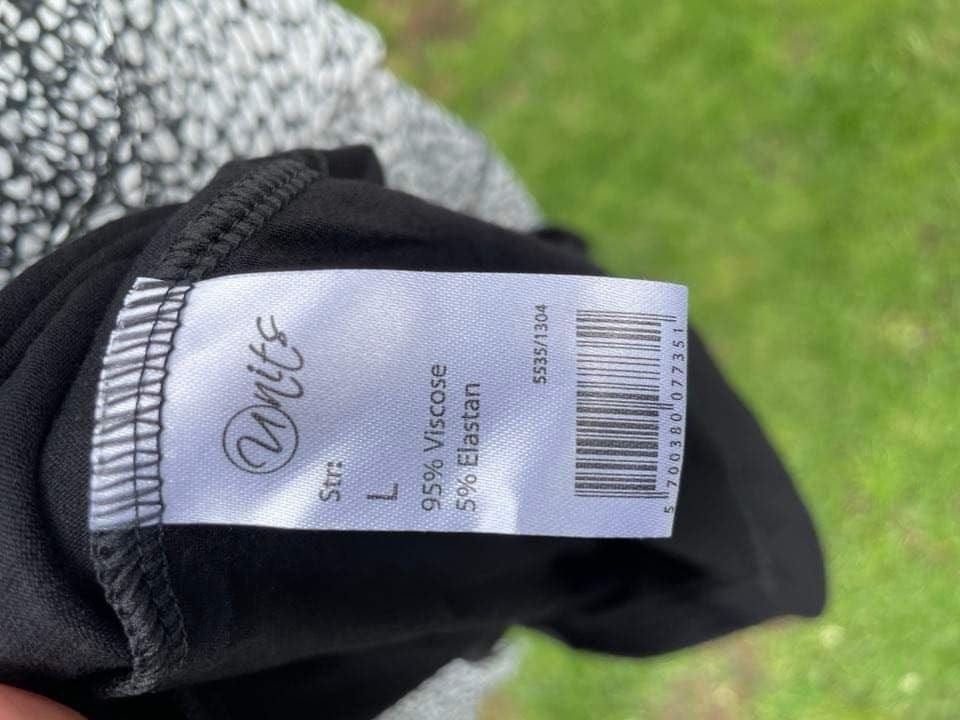 Units
Str:
L
95% Viscose
5% Elastan
5535/1304
5 700380 077351